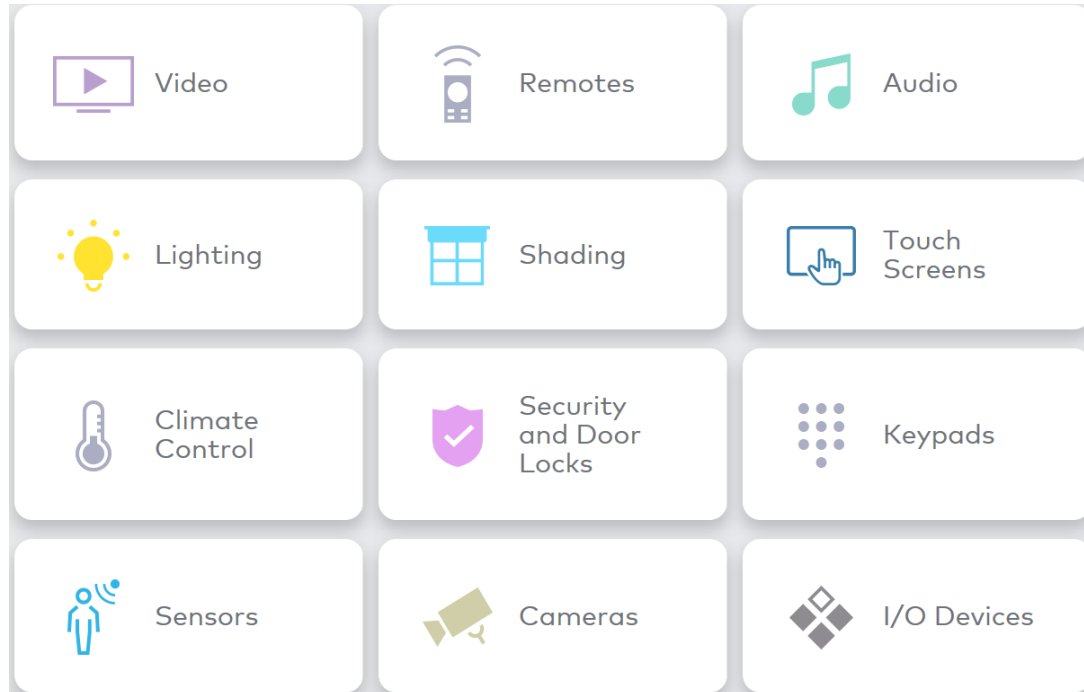 Video
Remotes
Audio
Lighting
Shading
Touch
Screens
Climate
Control
Security
and Door
Locks
Keypads
Sensors
Cameras
I/O Devices